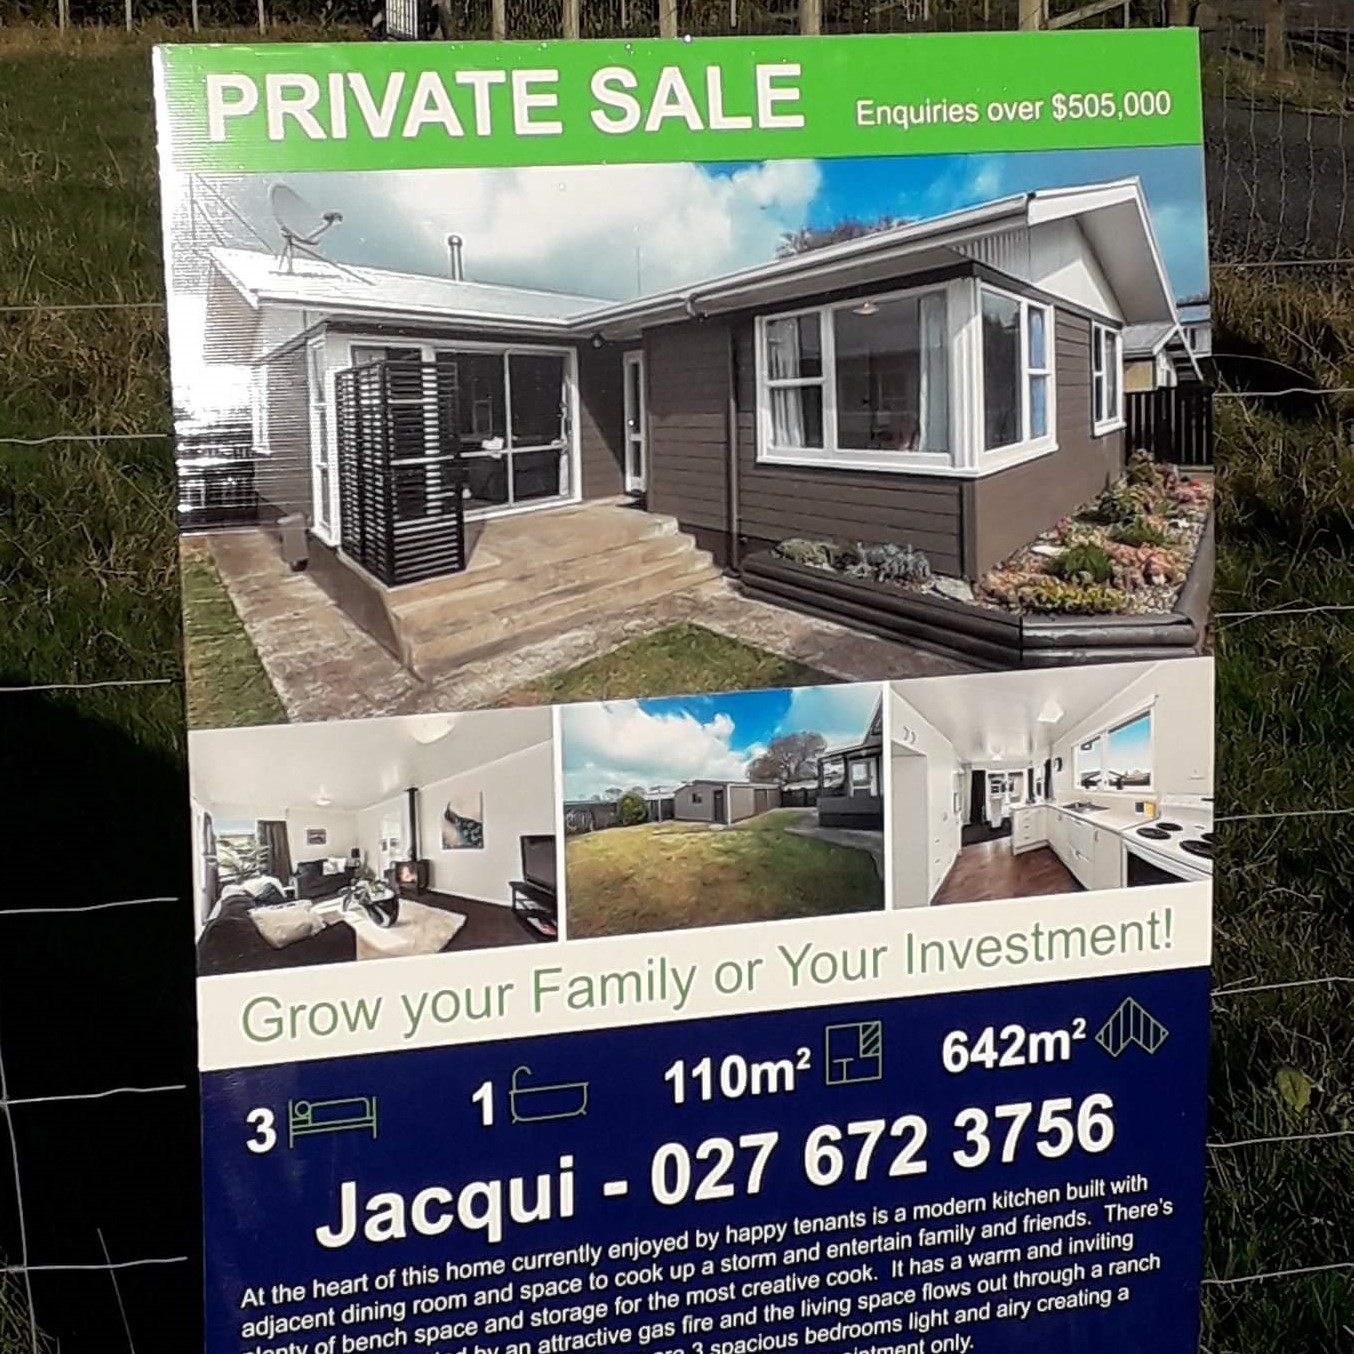 PRIVATE SALE Enquiries over $505,000
Grow your Family or Your Investment!
3 1 110m² 642m²
Jacqui - 027 672 3756
At the heart of this home currently enjoyed by happy tenants is a modern kitchen built with
adjacent dining room and space to cook up a storm and entertain family and friends. There's
plenty of bench space and storage for the most creative cook. It has a warm and inviting
by an attractive gas fire and the living space flows out through a ranch
3 spacious bedrooms light and airy creating a
only.